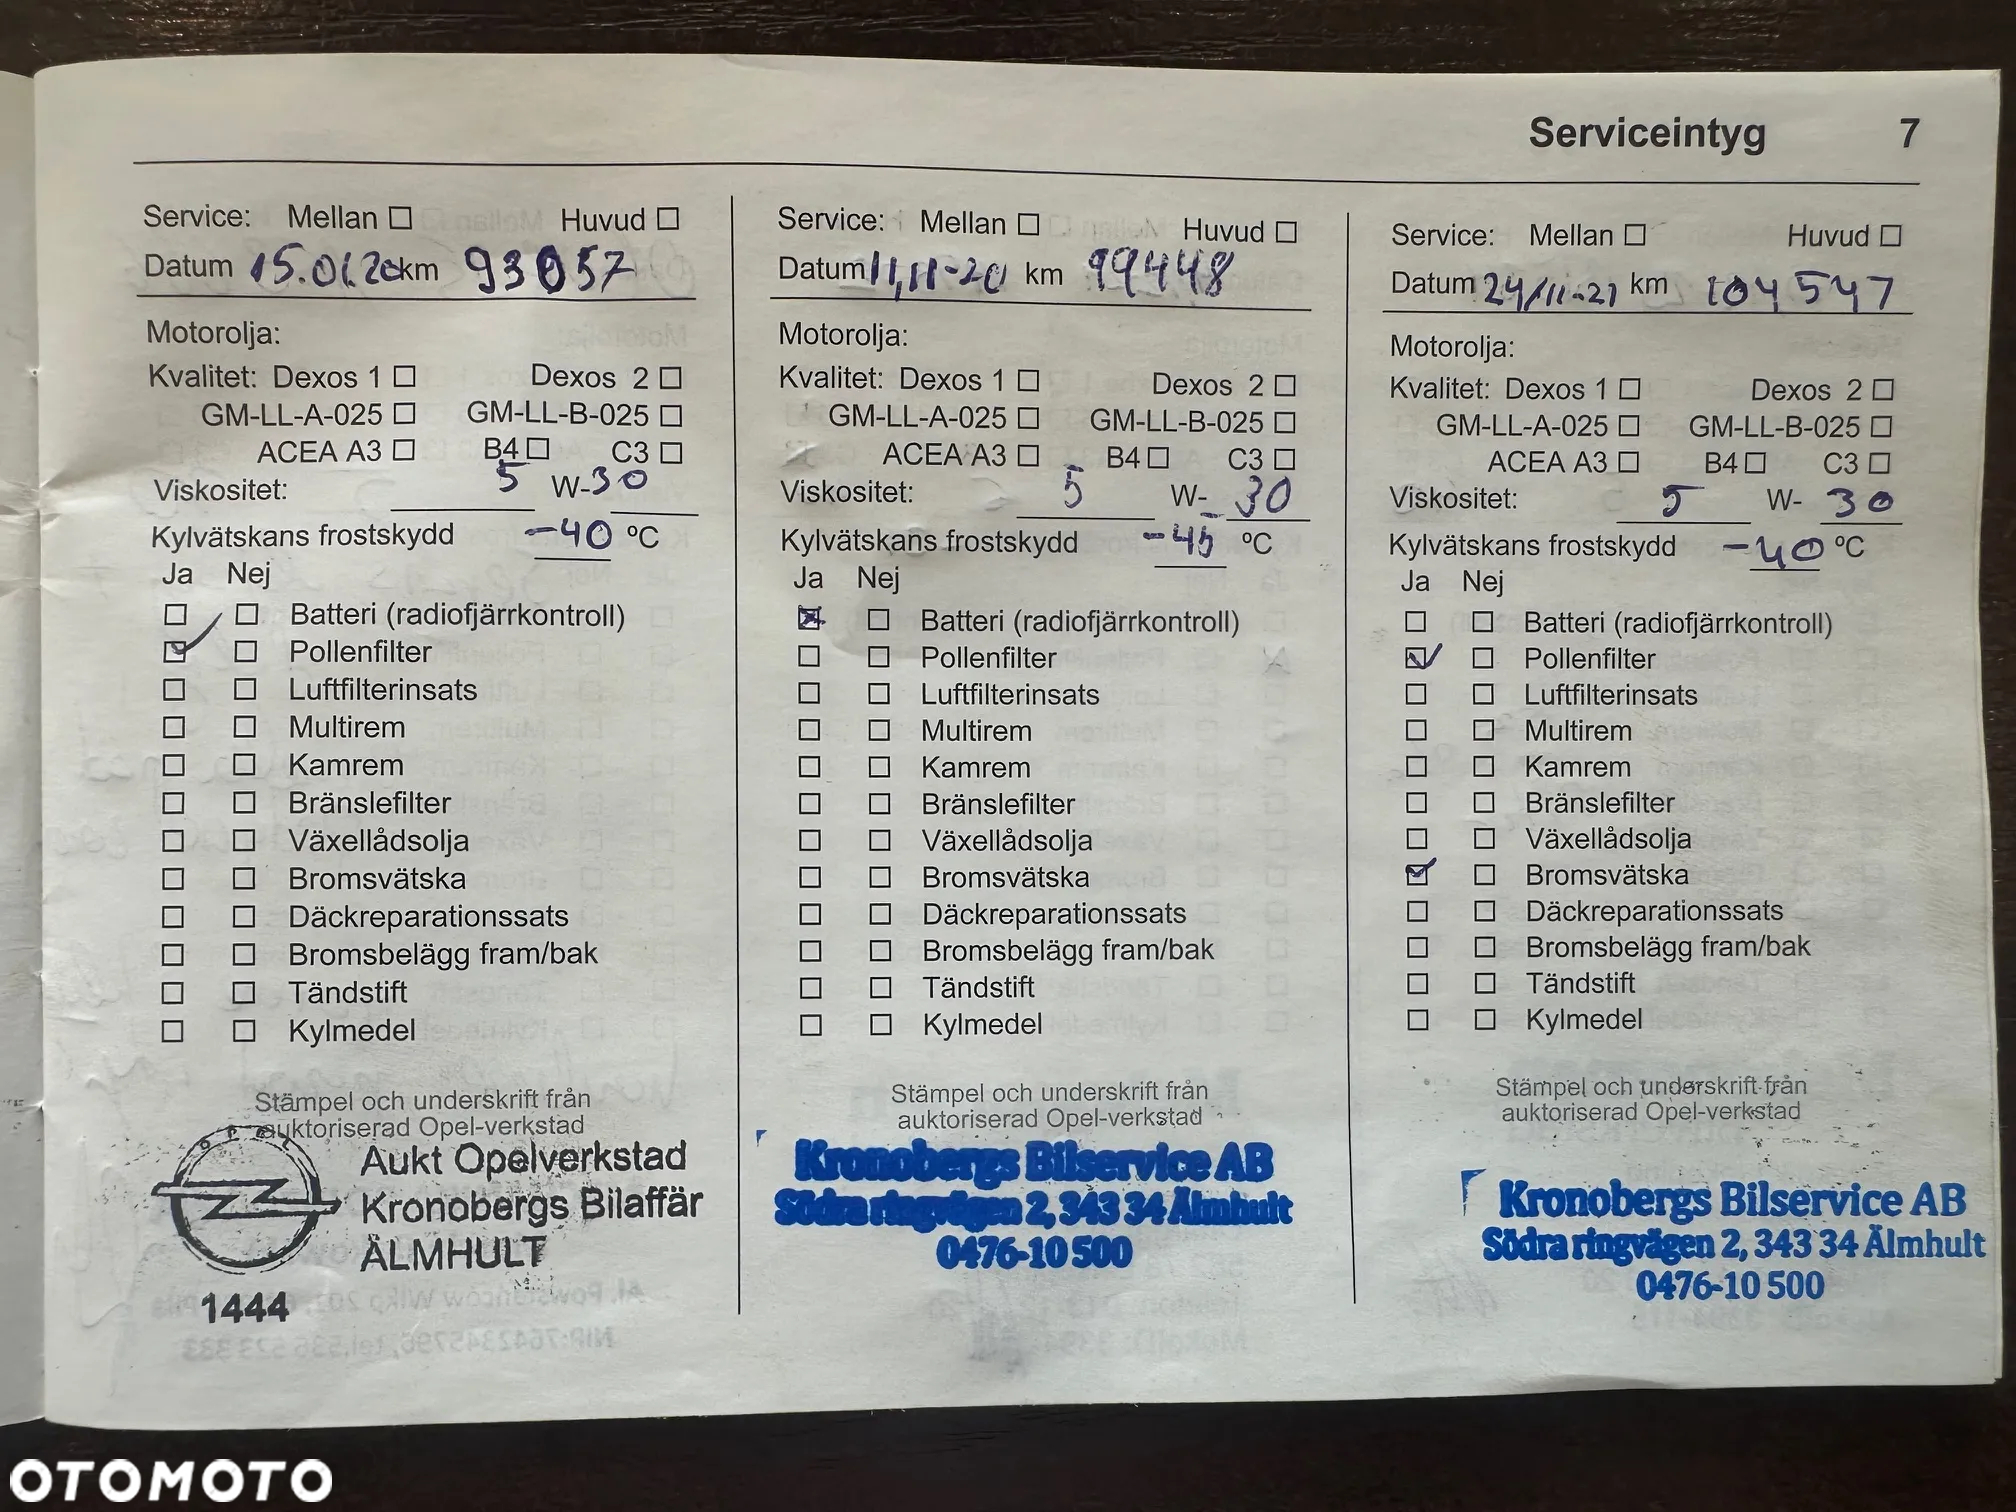 Serviceintyg 7
Service: Mellan ☐ Huvud ☐
Datum 15.01.20 km 93057
Motorolja:
Kvalitet: Dexos 1 ☐ Dexos 2 ☐
GM-LL-A-025 ☐ GM-LL-B-025 ☐
ACEA A3 ☐ B4 ☐ C3 ☐
Viskositet: 5 W-30
Kylvätskans frostskydd -40 ºC
Ja Nej
☐ ☐ Batteri (radiofjärrkontroll)
☑ ☐ Pollenfilter
☐ ☐ Luftfilterinsats
☐ ☐ Multirem
☐ ☐ Kamrem
☐ ☐ Bränslefilter
☐ ☐ Växellådsolja
☐ ☐ Bromsvätska
☐ ☐ Däckreparationssats
☐ ☐ Bromsbelägg fram/bak
☐ ☐ Tändstift
☐ ☐ Kylmedel
Stämpel och underskrift från
auktoriserad Opel-verkstad
OPEL
Aukt Opelverkstad
Kronobergs Bilaffär
ÄLMHULT
1444
Service: Mellan ☐ Huvud ☐
Datum 11,11-20 km 99448
Motorolja:
Kvalitet: Dexos 1 ☐ Dexos 2 ☐
GM-LL-A-025 ☐ GM-LL-B-025 ☐
ACEA A3 ☐ B4 ☐ C3 ☐
Viskositet: 5 W- 30
Kylvätskans frostskydd -45 ºC
Ja Nej
☒ ☐ Batteri (radiofjärrkontroll)
☐ ☐ Pollenfilter
☐ ☐ Luftfilterinsats
☐ ☐ Multirem
☐ ☐ Kamrem
☐ ☐ Bränslefilter
☐ ☐ Växellådsolja
☐ ☐ Bromsvätska
☐ ☐ Däckreparationssats
☐ ☐ Bromsbelägg fram/bak
☐ ☐ Tändstift
☐ ☐ Kylmedel
Stämpel och underskrift från
auktoriserad Opel-verkstad
Kronobergs Bilservice AB
Södra ringvägen 2, 343 34 Älmhult
0476-10 500
Service: Mellan ☐ Huvud ☐
Datum 24/11-21 km 104547
Motorolja:
Kvalitet: Dexos 1 ☐ Dexos 2 ☐
GM-LL-A-025 ☐ GM-LL-B-025 ☐
ACEA A3 ☐ B4 ☐ C3 ☐
Viskositet: 5 W- 30
Kylvätskans frostskydd -40 ºC
Ja Nej
☐ ☐ Batteri (radiofjärrkontroll)
☑ ☐ Pollenfilter
☐ ☐ Luftfilterinsats
☐ ☐ Multirem
☐ ☐ Kamrem
☐ ☐ Bränslefilter
☐ ☐ Växellådsolja
☑ ☐ Bromsvätska
☐ ☐ Däckreparationssats
☐ ☐ Bromsbelägg fram/bak
☐ ☐ Tändstift
☐ ☐ Kylmedel
Stämpel och underskrift från
auktoriserad Opel-verkstad
Kronobergs Bilservice AB
Södra ringvägen 2, 343 34 Älmhult
0476-10 500
OTOMOTO